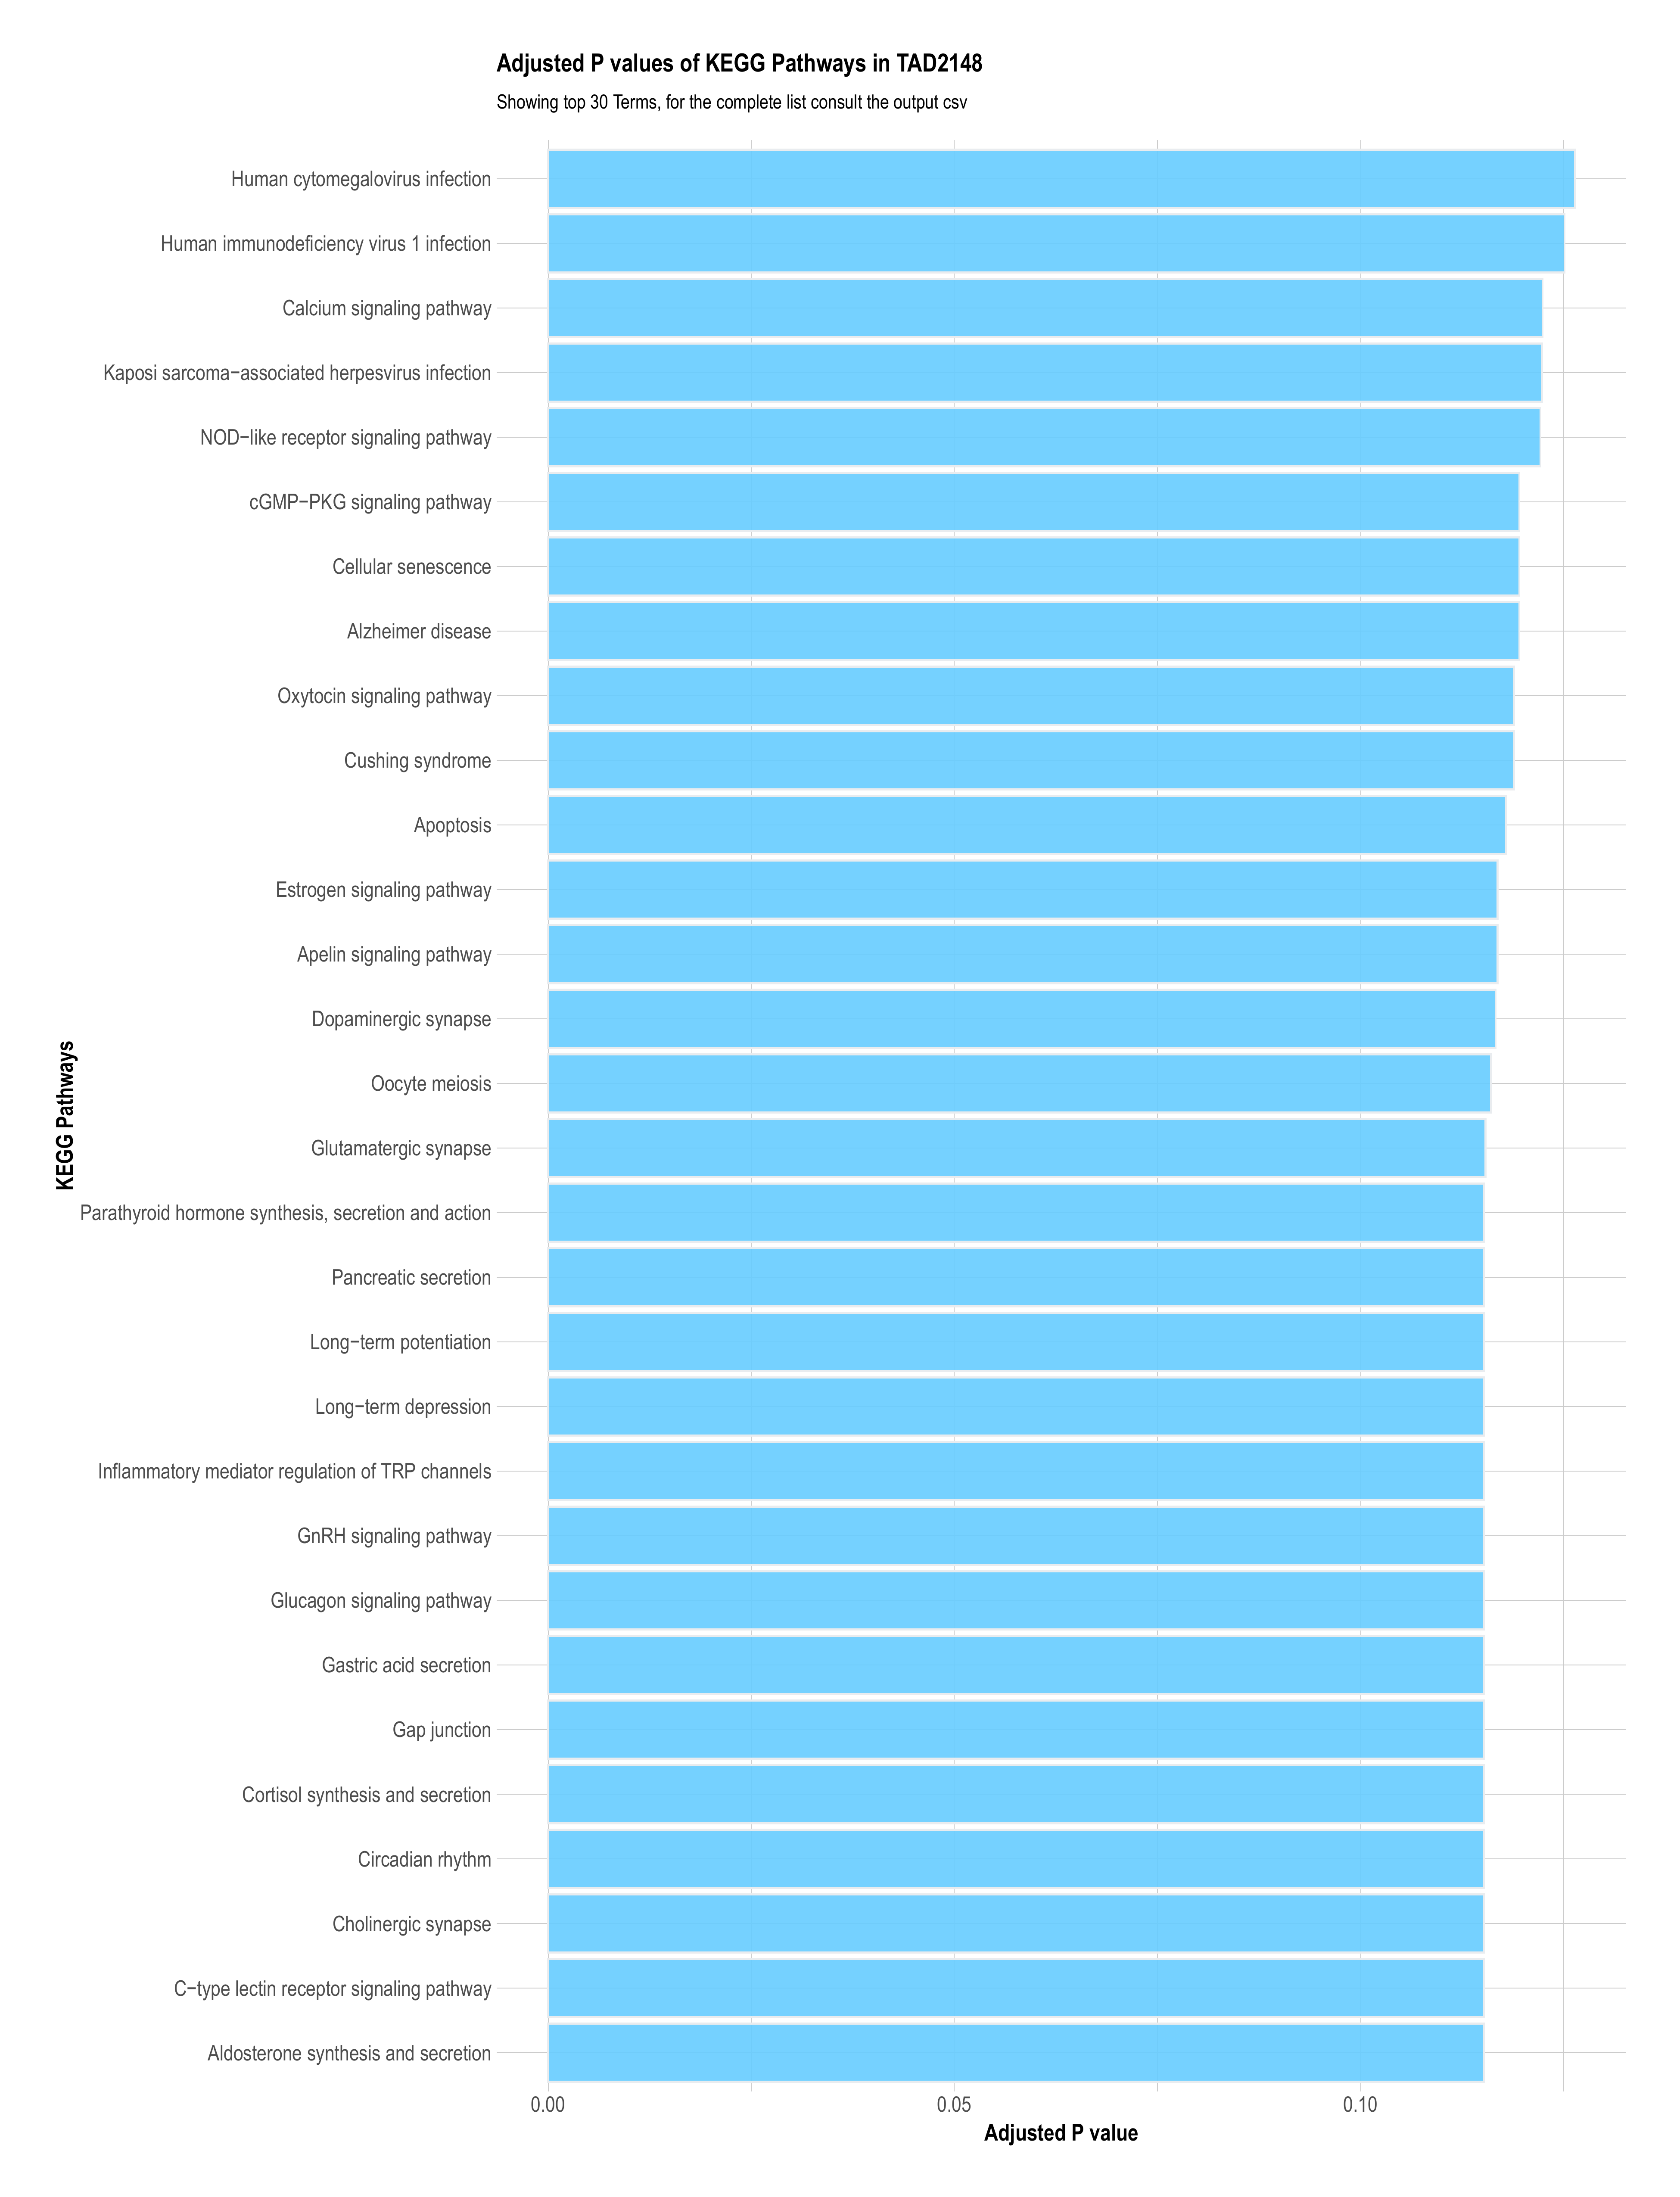 Adjusted P values of KEGG Pathways in TAD2148
Showing top 30 Terms, for the complete list consult the output csv
Human cytomegalovirus infection
Human immunodeficiency virus 1 infection
Calcium signaling pathway
Kaposi sarcoma−associated herpesvirus infection
NOD−like receptor signaling pathway
cGMP−PKG signaling pathway
Cellular senescence
Alzheimer disease
Oxytocin signaling pathway
Cushing syndrome
Apoptosis
Estrogen signaling pathway
Apelin signaling pathway
Dopaminergic synapse
Oocyte meiosis
Glutamatergic synapse
Parathyroid hormone synthesis, secretion and action
Pancreatic secretion
Long−term potentiation
Long−term depression
Inflammatory mediator regulation of TRP channels
GnRH signaling pathway
Glucagon signaling pathway
Gastric acid secretion
Gap junction
Cortisol synthesis and secretion
Circadian rhythm
Cholinergic synapse
C−type lectin receptor signaling pathway
Aldosterone synthesis and secretion
KEGG Pathways
0.00 0.05 0.10
Adjusted P value